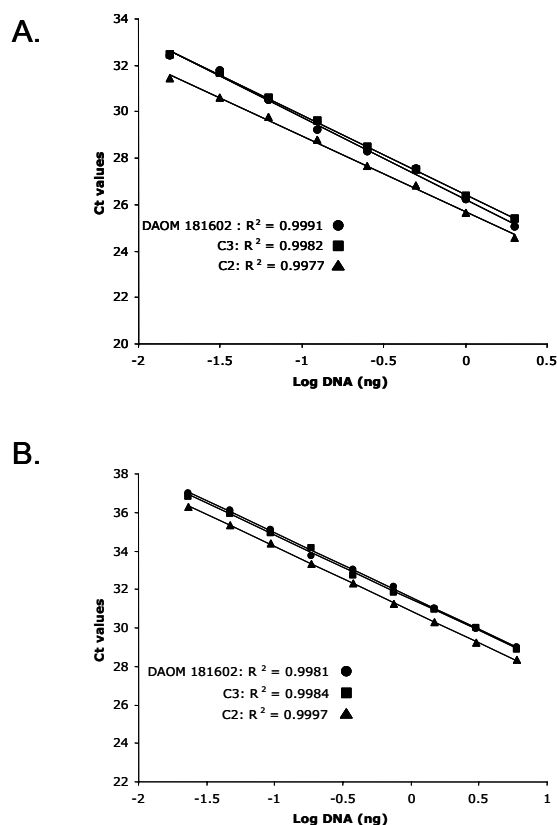 A.
34
32
30
28
26
24
22
20
Ct values
DAOM 181602 : R² = 0.9991
C3: R² = 0.9982
C2: R² = 0.9977
-2 -1.5 -1 -0.5 0 0.5
Log DNA (ng)
B.
38
36
34
32
30
28
26
24
22
Ct values
DAOM 181602: R² = 0.9981
C3: R² = 0.9984
C2: R² = 0.9997
-2 -1.5 -1 -0.5 0 0.5 1
Log DNA (ng)